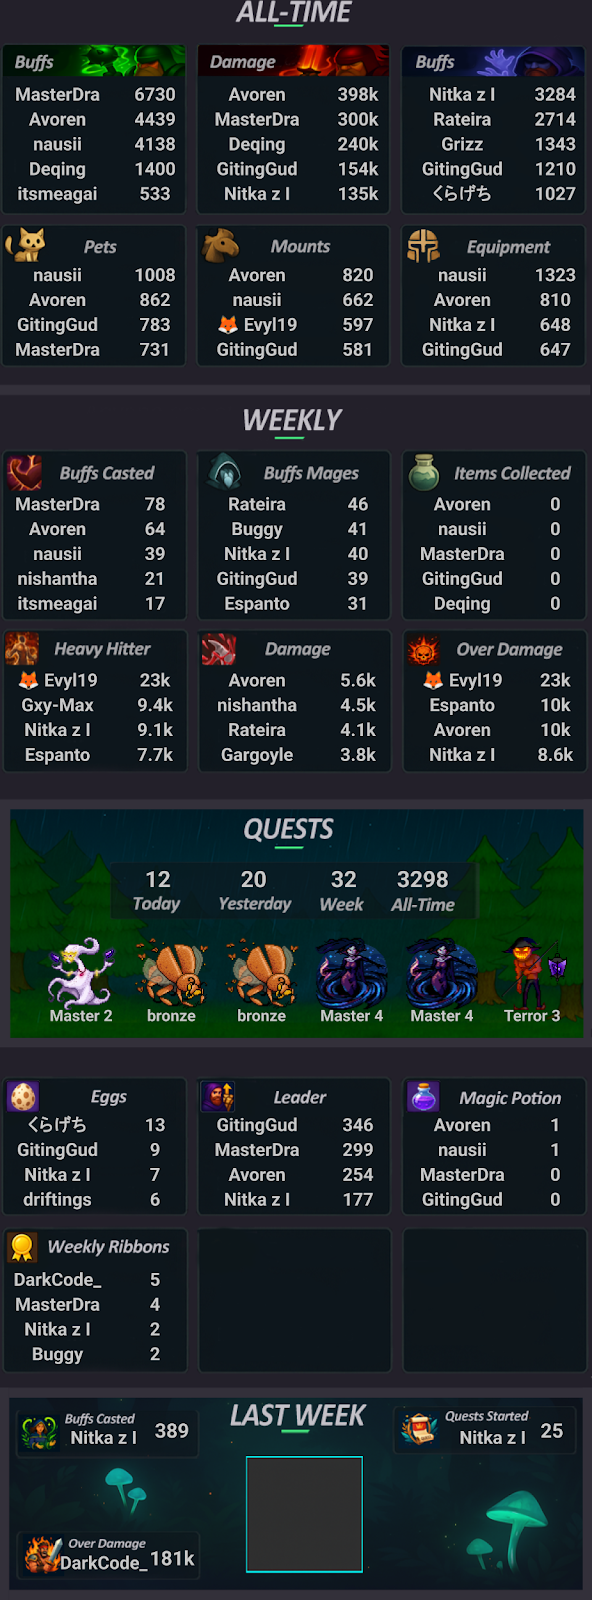 ALL-TIME
Buffs Damage Buffs
MasterDra 6730 Avoren 398k Nitka z l 3284
Avoren 4439 MasterDra 300k Rateira 2714
nausii 4138 Deqing 240k Grizz 1343
Deqing 1400 GitingGud 154k GitingGud 1210
itsmeagai 533 Nitka z l 135k くらげち 1027
Pets Mounts Equipment
nausii 1008 Avoren 820 nausii 1323
Avoren 862 nausii 662 Avoren 810
GitingGud 783 🦊 Evyl19 597 Nitka z l 648
MasterDra 731 GitingGud 581 GitingGud 647
WEEKLY
Buffs Casted Buffs Mages Items Collected
MasterDra 78 Rateira 46 Avoren 0
Avoren 64 Buggy 41 nausii 0
nausii 39 Nitka z l 40 MasterDra 0
nishantha 21 GitingGud 39 GitingGud 0
itsmeagai 17 Espanto 31 Deqing 0
Heavy Hitter Damage Over Damage
🦊 Evyl19 23k Avoren 5.6k 🦊 Evyl19 23k
Gxy-Max 9.4k nishantha 4.5k Espanto 10k
Nitka z l 9.1k Rateira 4.1k Avoren 10k
Espanto 7.7k Gargoyle 3.8k Nitka z l 8.6k
QUESTS
12 20 32 3298
Today Yesterday Week All-Time
Master 2 bronze bronze Master 4 Master 4 Terror 3
Eggs Leader Magic Potion
くらげち 13 GitingGud 346 Avoren 1
GitingGud 9 MasterDra 299 nausii 1
Nitka z l 7 Avoren 254 MasterDra 0
driftings 6 Nitka z l 177 GitingGud 0
Weekly Ribbons
DarkCode_ 5
MasterDra 4
Nitka z l 2
Buggy 2
LAST WEEK
Buffs Casted Quests Started
Nitka z l 389 Nitka z l 25
Over Damage
DarkCode_ 181k